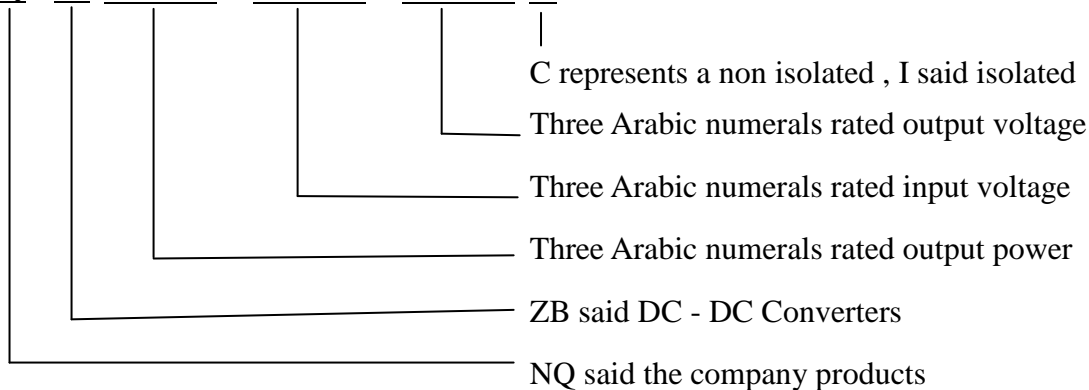 C represents a non isolated , I said isolated
Three Arabic numerals rated output voltage
Three Arabic numerals rated input voltage
Three Arabic numerals rated output power
ZB said DC - DC Converters
NQ said the company products